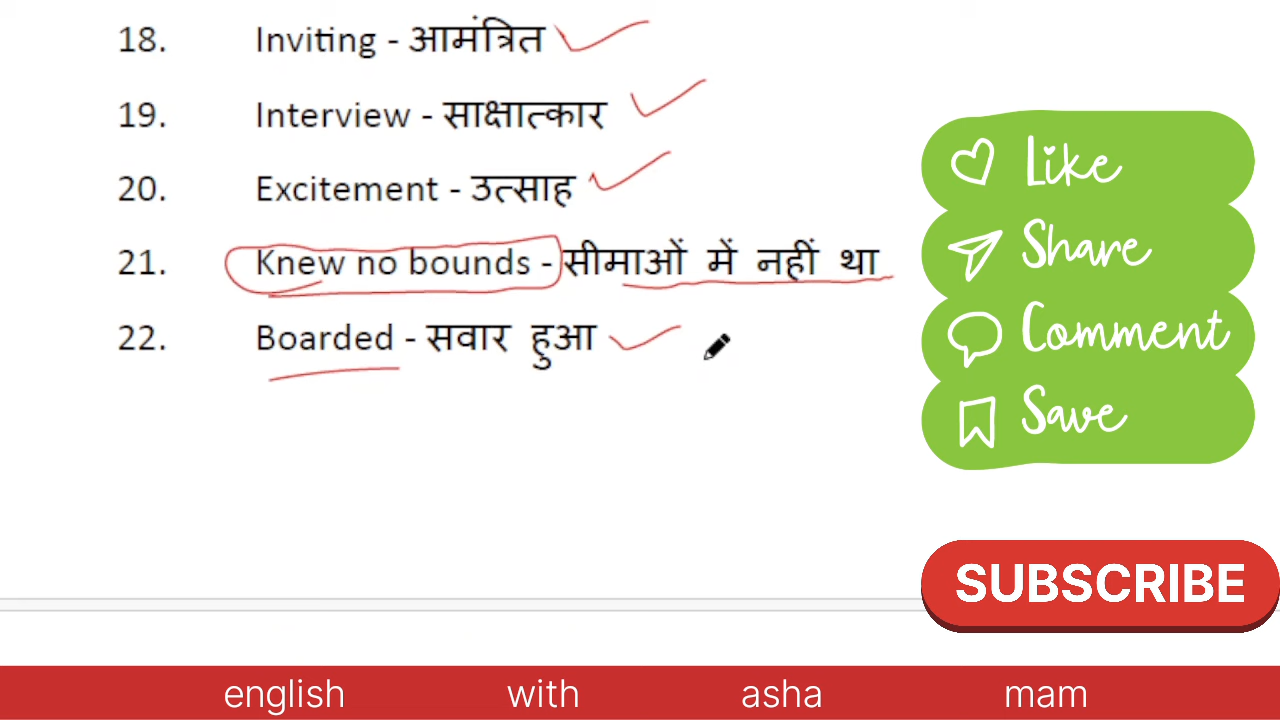 18. Inviting - आमंत्रित
19. Interview - साक्षात्कार
20. Excitement - उत्साह
21. Knew no bounds - सीमाओं में नहीं था
22. Boarded - सवार हुआ
Like
Share
Comment
Save
SUBSCRIBE
english with asha mam